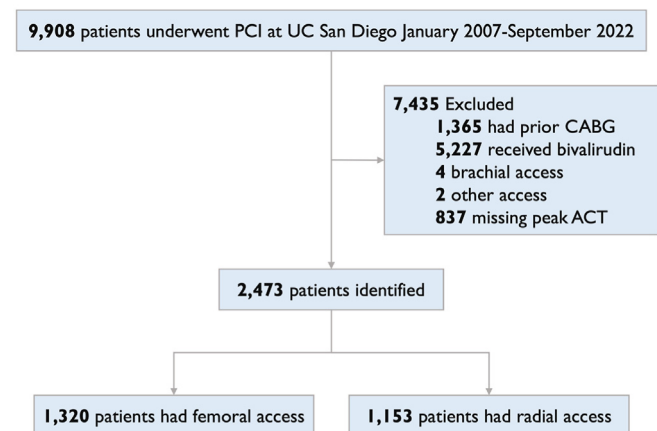 9,908 patients underwent PCI at UC San Diego January 2007-September 2022
7,435 Excluded
1,365 had prior CABG
5,227 received bivalirudin
4 brachial access
2 other access
837 missing peak ACT
2,473 patients identified
1,320 patients had femoral access
1,153 patients had radial access